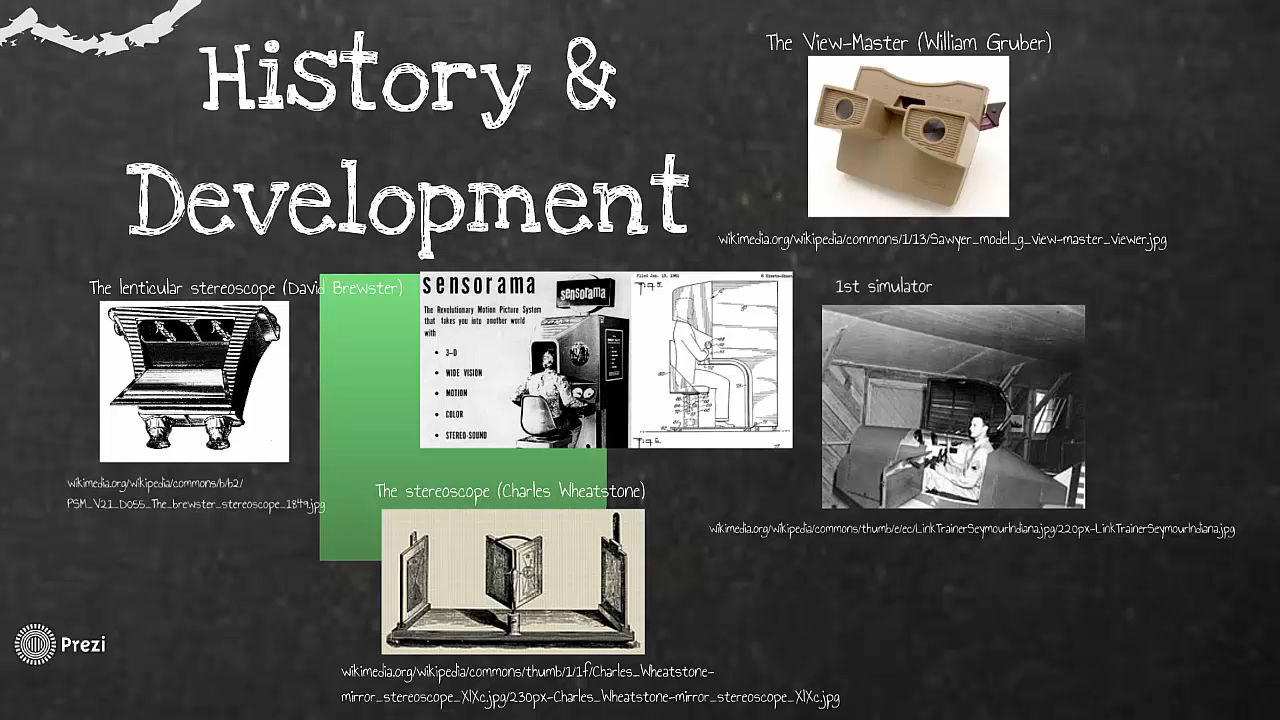 History &
Development
The View-Master (William Gruber)
wikimedia.org/wikipedia/commons/1/13/Sawyer_model_g_view-master_viewer.jpg
The lenticular stereoscope (David Brewster)
wikimedia.org/wikipedia/commons/b/b2/
PSM_V21_D055_The_brewster_stereoscope_1849.jpg
sensorama
sensorama
The Revolutionary Motion Picture System
that takes you into another world
with
• 3-D
• WIDE VISION
• MOTION
• COLOR
• STEREO-SOUND
1st simulator
wikimedia.org/wikipedia/commons/thumb/e/ec/LinkTrainerSeymourIndiana.jpg/220px-LinkTrainerSeymourIndiana.jpg
The stereoscope (Charles Wheatstone)
wikimedia.org/wikipedia/commons/thumb/1/1f/Charles_Wheatstone-
mirror_stereoscope_XIXc.jpg/230px-Charles_Wheatstone-mirror_stereoscope_XIXc.jpg
Prezi